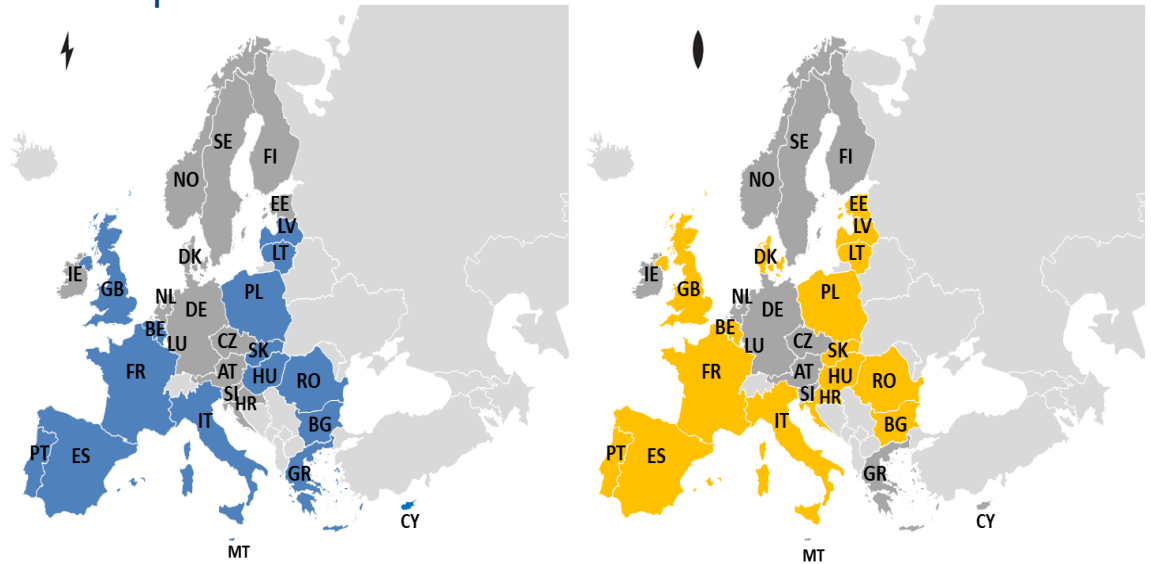 SE
FI
NO
EE
LV
DK
LT
IE
GB
NL
DE
PL
BE
LU
CZ
SK
FR
AT
HU
RO
SI
HR
IT
BG
PT
ES
GR
CY
MT
SE
FI
NO
EE
LV
DK
LT
IE
GB
NL
DE
PL
BE
LU
CZ
SK
FR
AT
HU
RO
SI
HR
IT
BG
PT
ES
GR
CY
MT